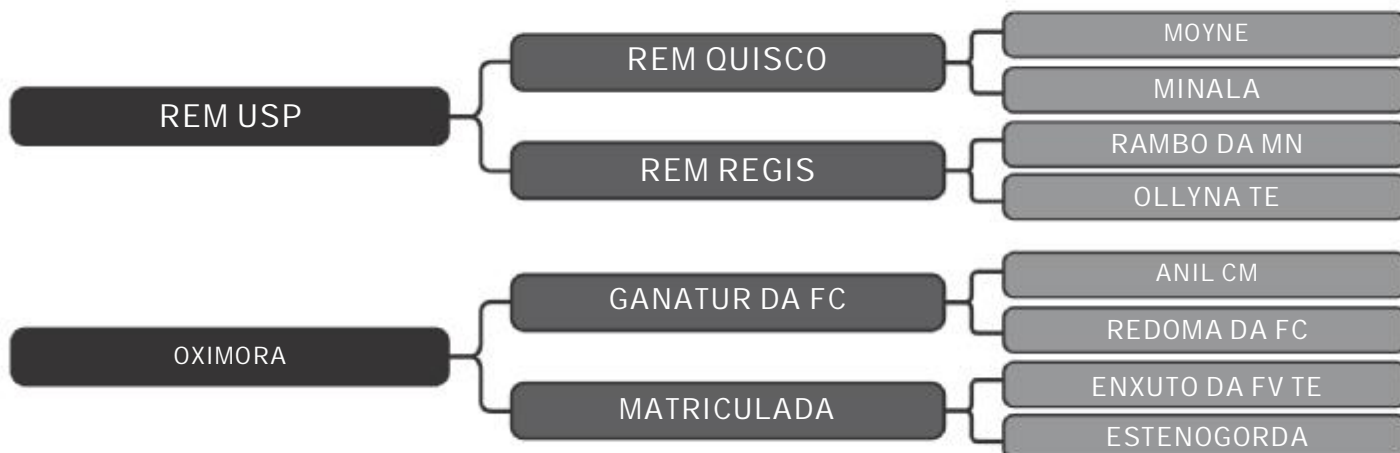 REM USP
REM QUISCO
MOYNE
MINALA
REM REGIS
RAMBO DA MN
OLLYNA TE
OXIMORA
GANATUR DA FC
ANIL CM
REDOMA DA FC
MATRICULADA
ENXUTO DA FV TE
ESTENOGORDA